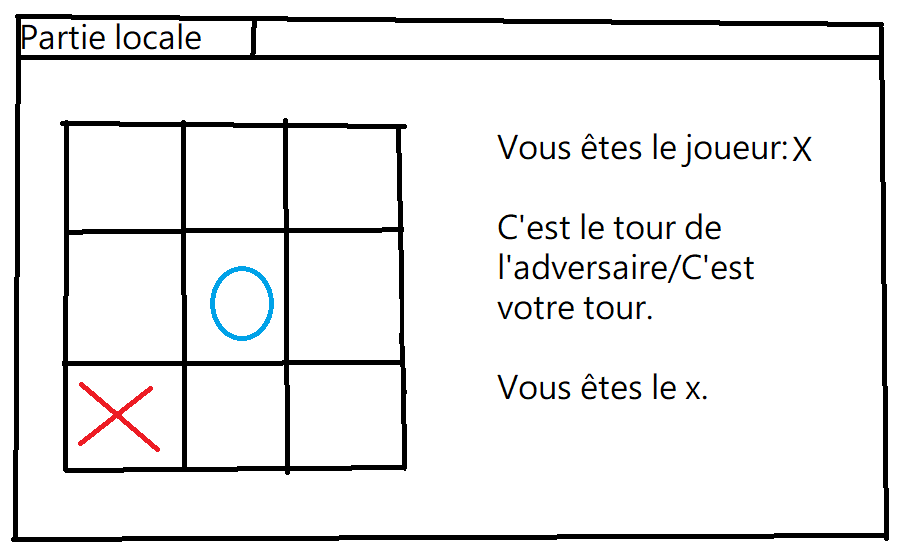 Partie locale
Vous êtes le joueur: X
C'est le tour de
l'adversaire/C'est
votre tour.
Vous êtes le x.